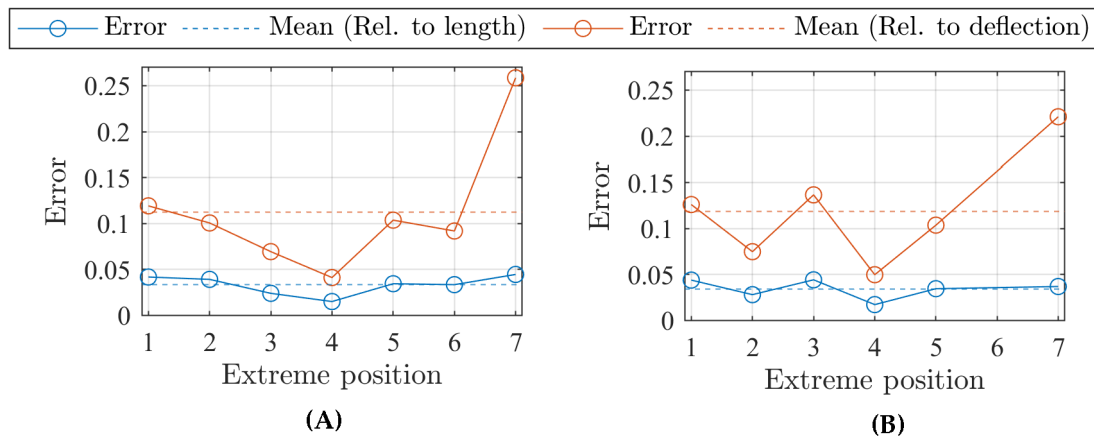 Error Mean (Rel. to length) Error Mean (Rel. to deflection)
0.25
0.2
0.15
0.1
0.05
0
Error
1 2 3 4 5 6 7
Extreme position
(A)
0.25
0.2
0.15
0.1
0.05
0
Error
1 2 3 4 5 6 7
Extreme position
(B)